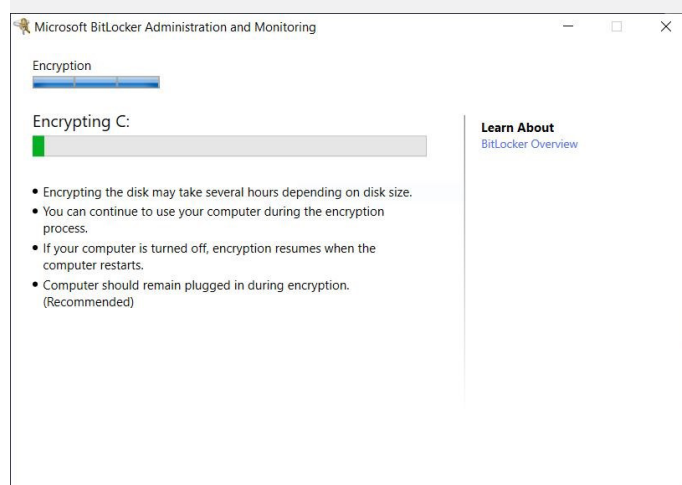 Microsoft BitLocker Administration and Monitoring
Encryption
Encrypting C:
• Encrypting the disk may take several hours depending on disk size.
• You can continue to use your computer during the encryption
process.
• If your computer is turned off, encryption resumes when the
computer restarts.
• Computer should remain plugged in during encryption.
(Recommended)
Learn About
BitLocker Overview